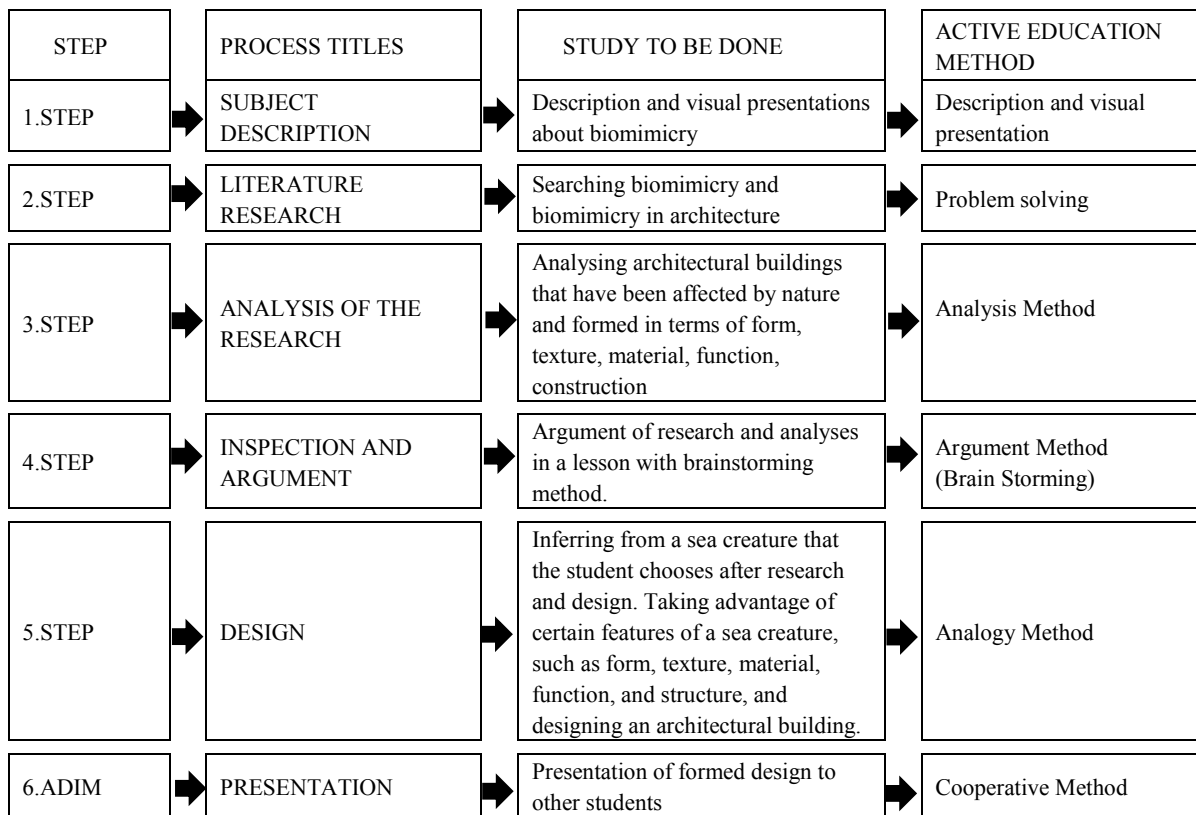 STEP
PROCESS TITLES
STUDY TO BE DONE
ACTIVE EDUCATION
METHOD
1.STEP
SUBJECT
DESCRIPTION
Description and visual presentations
about biomimicry
Description and visual
presentation
2.STEP
LITERATURE
RESEARCH
Searching biomimicry and
biomimicry in architecture
Problem solving
3.STEP
ANALYSIS OF THE
RESEARCH
Analysing architectural buildings
that have been affected by nature
and formed in terms of form,
texture, material, function,
construction
Analysis Method
4.STEP
INSPECTION AND
ARGUMENT
Argument of research and analyses
in a lesson with brainstorming
method.
Argument Method
(Brain Storming)
5.STEP
DESIGN
Inferring from a sea creature that
the student chooses after research
and design. Taking advantage of
certain features of a sea creature,
such as form, texture, material,
function, and structure, and
designing an architectural building.
Analogy Method
6.ADIM
PRESENTATION
Presentation of formed design to
other students
Cooperative Method